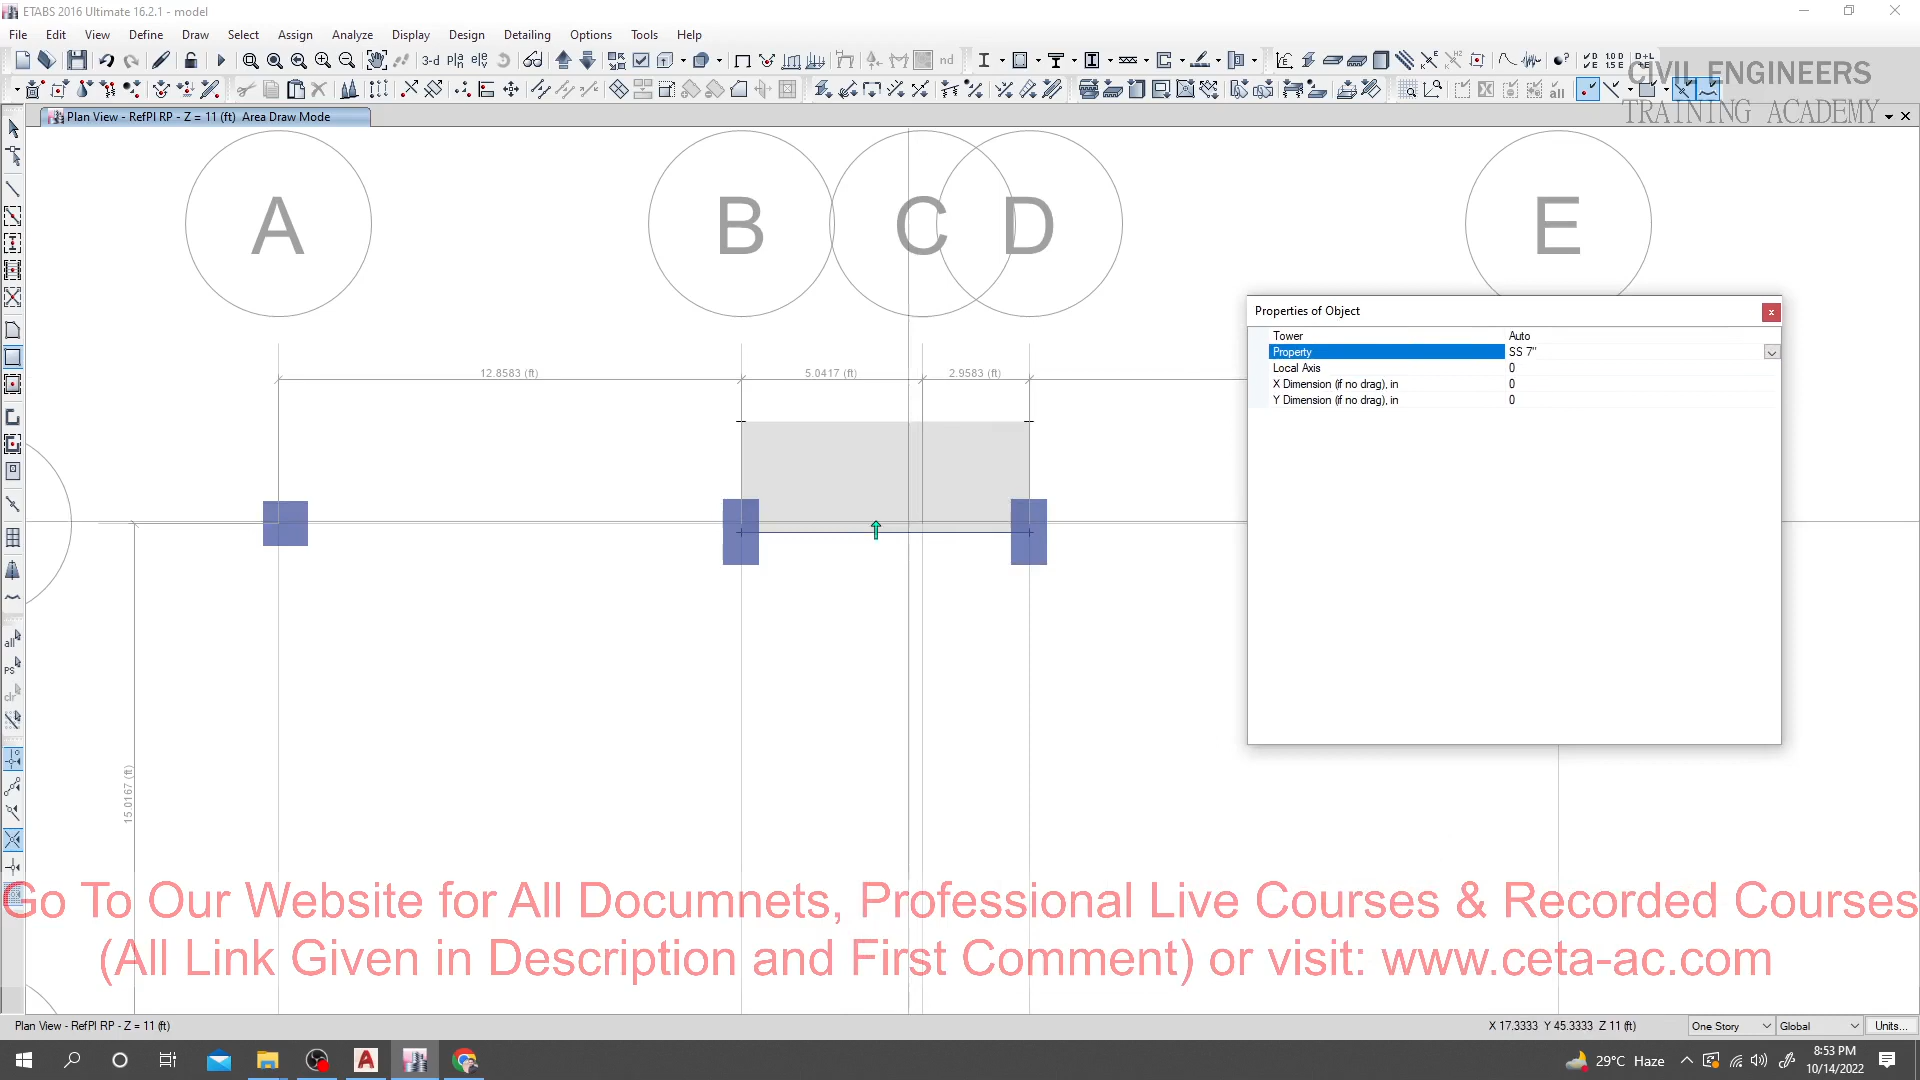 ETABS 2016 Ultimate 16.2.1 - model
File Edit View Define Draw Select Assign Analyze Display Design Detailing Options Tools Help
3-d
nd
all
CIVIL ENGINEERS
TRAINING ACADEMY
Plan View - RefPl RP - Z = 11 (ft) Area Draw Mode
A
B
C
D
E
12.8583 (ft)
5.0417 (ft)
2.9583 (ft)
15.0167 (ft)
Properties of Object
Tower Auto
Property SS 7"
Local Axis 0
X Dimension (if no drag), in 0
Y Dimension (if no drag), in 0
all
PS
clr
Go To Our Website for All Documnets, Professional Live Courses & Recorded Courses
(All Link Given in Description and First Comment) or visit: www.ceta-ac.com
Plan View - RefPl RP - Z = 11 (ft)
X 17.3333 Y 45.3333 Z 11 (ft)
One Story
Global
Units...
29°C Haze
8:53 PM
10/14/2022